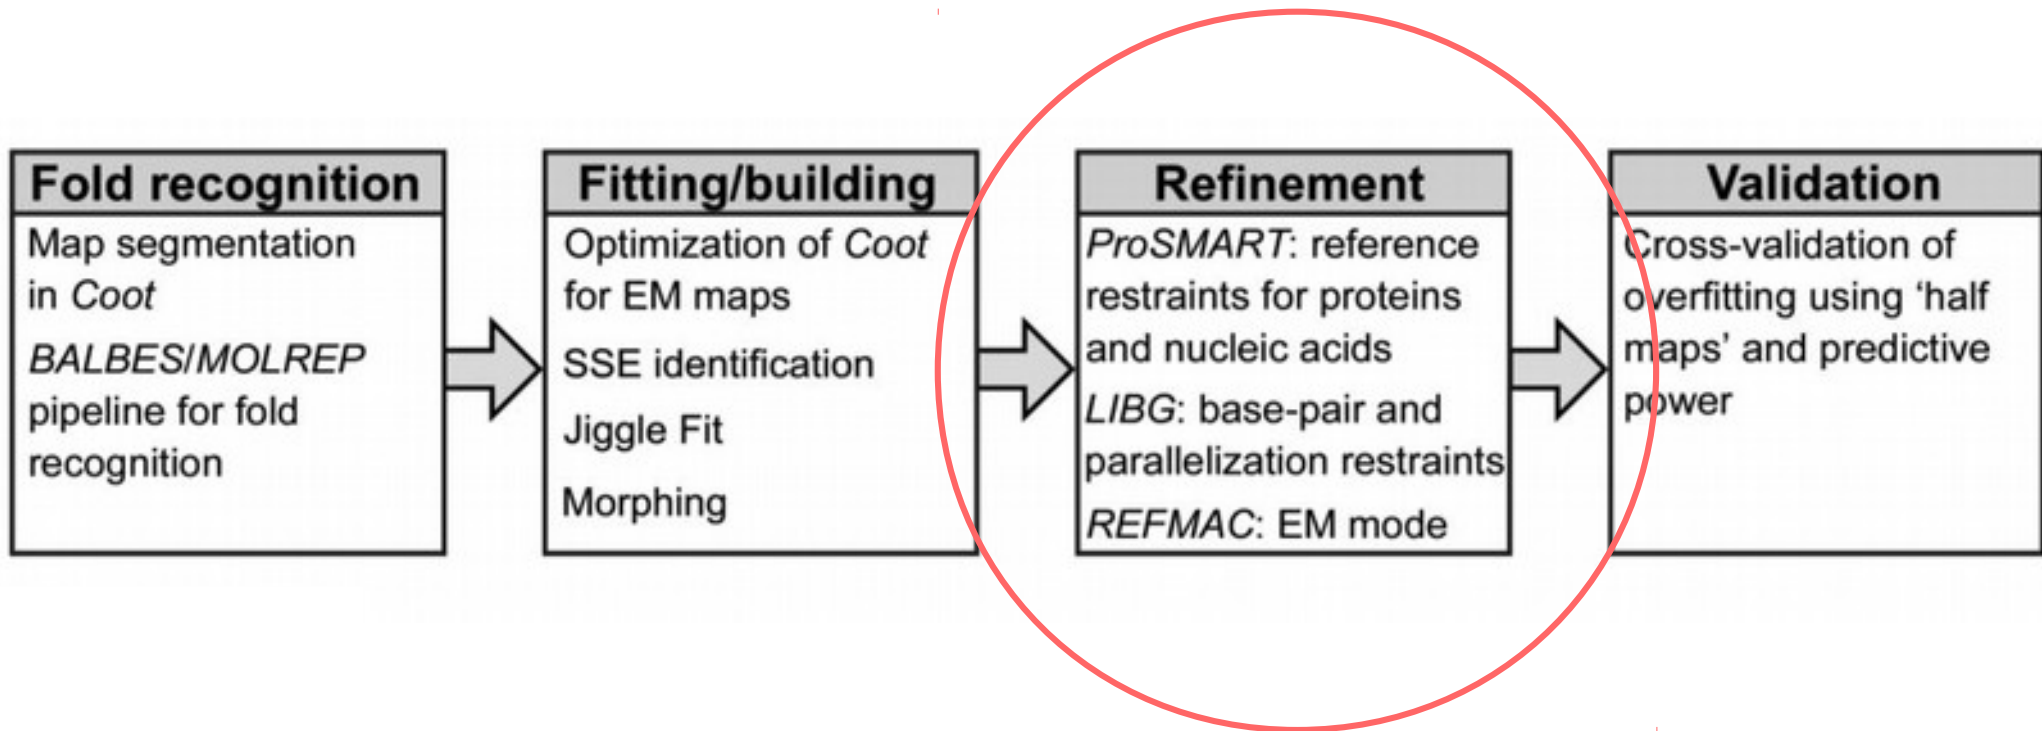 Fold recognition
Map segmentation
in Coot
BALBES/MOLREP
pipeline for fold
recognition
Fitting/building
Optimization of Coot
for EM maps
SSE identification
Jiggle Fit
Morphing
Refinement
ProSMART: reference
restraints for proteins
and nucleic acids
LIBG: base-pair and
parallelization restraints
REFMAC: EM mode
Validation
Cross-validation of
overfitting using ‘half
maps’ and predictive
power